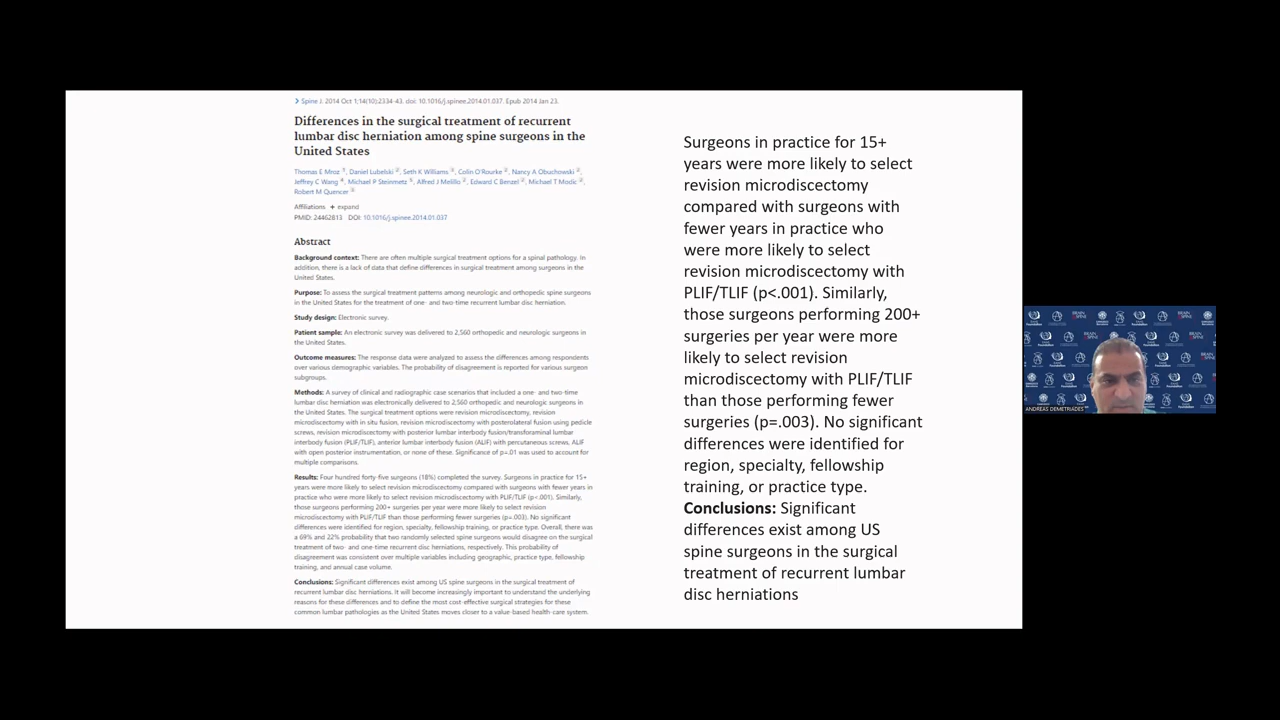 > Spine J. 2014 Oct 1;14(10):2334-43. doi: 10.1016/j.spinee.2014.01.037. Epub 2014 Jan 23.
Differences in the surgical treatment of recurrent
lumbar disc herniation among spine surgeons in the
United States
Thomas E Mroz 1, Daniel Lubelski 2, Seth K Williams 3, Colin O'Rourke 2, Nancy A Obuchowski 2,
Jeffrey C Wang 4, Michael P Steinmetz 5, Alfred J Melillo 2, Edward C Benzel 2, Michael T Modic 2,
Robert M Quencer 3
Affiliations + expand
PMID: 24462813 DOI: 10.1016/j.spinee.2014.01.037
Abstract
Background context: There are often multiple surgical treatment options for a spinal pathology. In
addition, there is a lack of data that define differences in surgical treatment among surgeons in the
United States.
Purpose: To assess the surgical treatment patterns among neurologic and orthopedic spine surgeons
in the United States for the treatment of one- and two-time recurrent lumbar disc herniation.
Study design: Electronic survey.
Patient sample: An electronic survey was delivered to 2,560 orthopedic and neurologic surgeons in
the United States.
Outcome measures: The response data were analyzed to assess the differences among respondents
over various demographic variables. The probability of disagreement is reported for various surgeon
subgroups.
Methods: A survey of clinical and radiographic case scenarios that included a one- and two-time
lumbar disc herniation was electronically delivered to 2,560 orthopedic and neurologic surgeons in
the United States. The surgical treatment options were revision microdiscectomy, revision
microdiscectomy with in situ fusion, revision microdiscectomy with posterolateral fusion using pedicle
screws, revision microdiscectomy with posterior lumbar interbody fusion/transforaminal lumbar
interbody fusion (PLIF/TLIF), anterior lumbar interbody fusion (ALIF) with percutaneous screws, ALIF
with open posterior instrumentation, or none of these. Significance of p=.01 was used to account for
multiple comparisons.
Results: Four hundred forty-five surgeons (18%) completed the survey. Surgeons in practice for 15+
years were more likely to select revision microdiscectomy compared with surgeons with fewer years in
practice who were more likely to select revision microdiscectomy with PLIF/TLIF (p<.001). Similarly,
those surgeons performing 200+ surgeries per year were more likely to select revision
microdiscectomy with PLIF/TLIF than those performing fewer surgeries (p=.003). No significant
differences were identified for region, specialty, fellowship training, or practice type. Overall, there was
a 69% and 22% probability that two randomly selected spine surgeons would disagree on the surgical
treatment of two- and one-time recurrent disc herniations, respectively. This probability of
disagreement was consistent over multiple variables including geographic, practice type, fellowship
training, and annual case volume.
Conclusions: Significant differences exist among US spine surgeons in the surgical treatment of
recurrent lumbar disc herniations. It will become increasingly important to understand the underlying
reasons for these differences and to define the most cost-effective surgical strategies for these
common lumbar pathologies as the United States moves closer to a value-based health-care system.
Surgeons in practice for 15+
years were more likely to select
revision microdiscectomy
compared with surgeons with
fewer years in practice who
were more likely to select
revision microdiscectomy with
PLIF/TLIF (p<.001). Similarly,
those surgeons performing 200+
surgeries per year were more
likely to select revision
microdiscectomy with PLIF/TLIF
than those performing fewer
surgeries (p=.003). No significant
differences were identified for
region, specialty, fellowship
training, or practice type.
Conclusions: Significant
differences exist among US
spine surgeons in the surgical
treatment of recurrent lumbar
disc herniations
ANDREAS DEMETRIADES